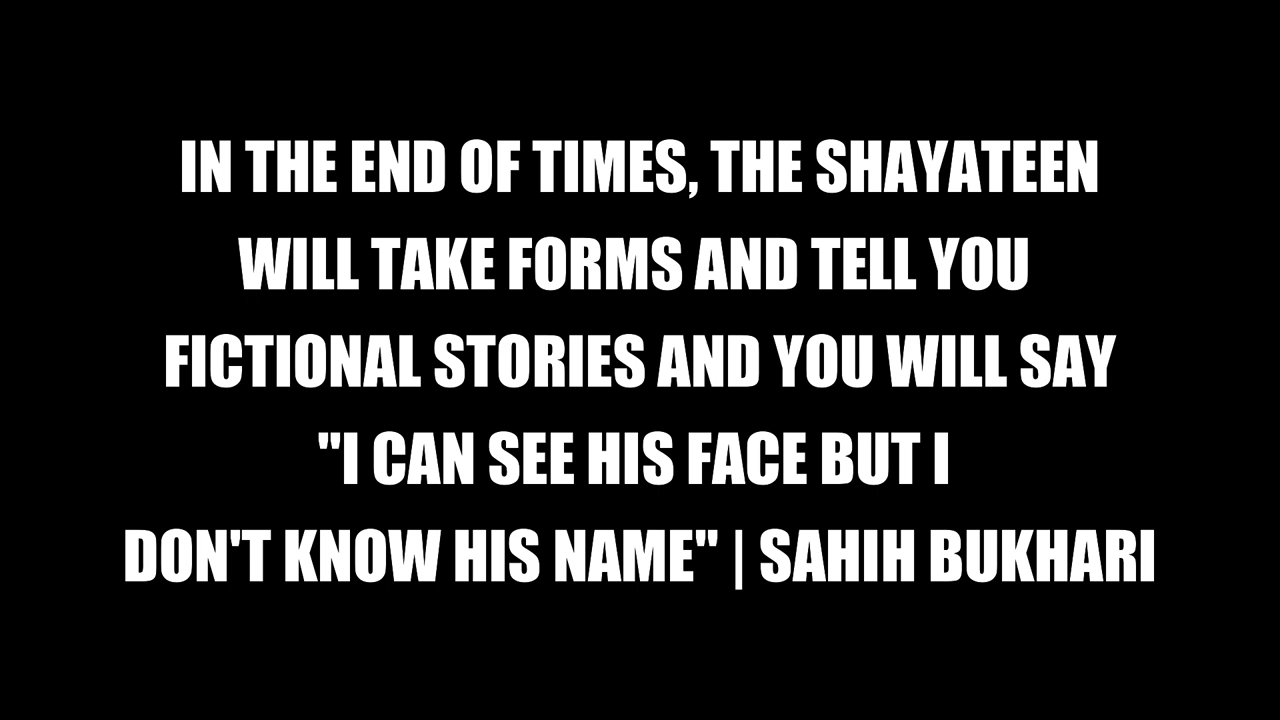 IN THE END OF TIMES, THE SHAYATEEN
WILL TAKE FORMS AND TELL YOU
FICTIONAL STORIES AND YOU WILL SAY
"I CAN SEE HIS FACE BUT I
DON'T KNOW HIS NAME" | SAHIH BUKHARI